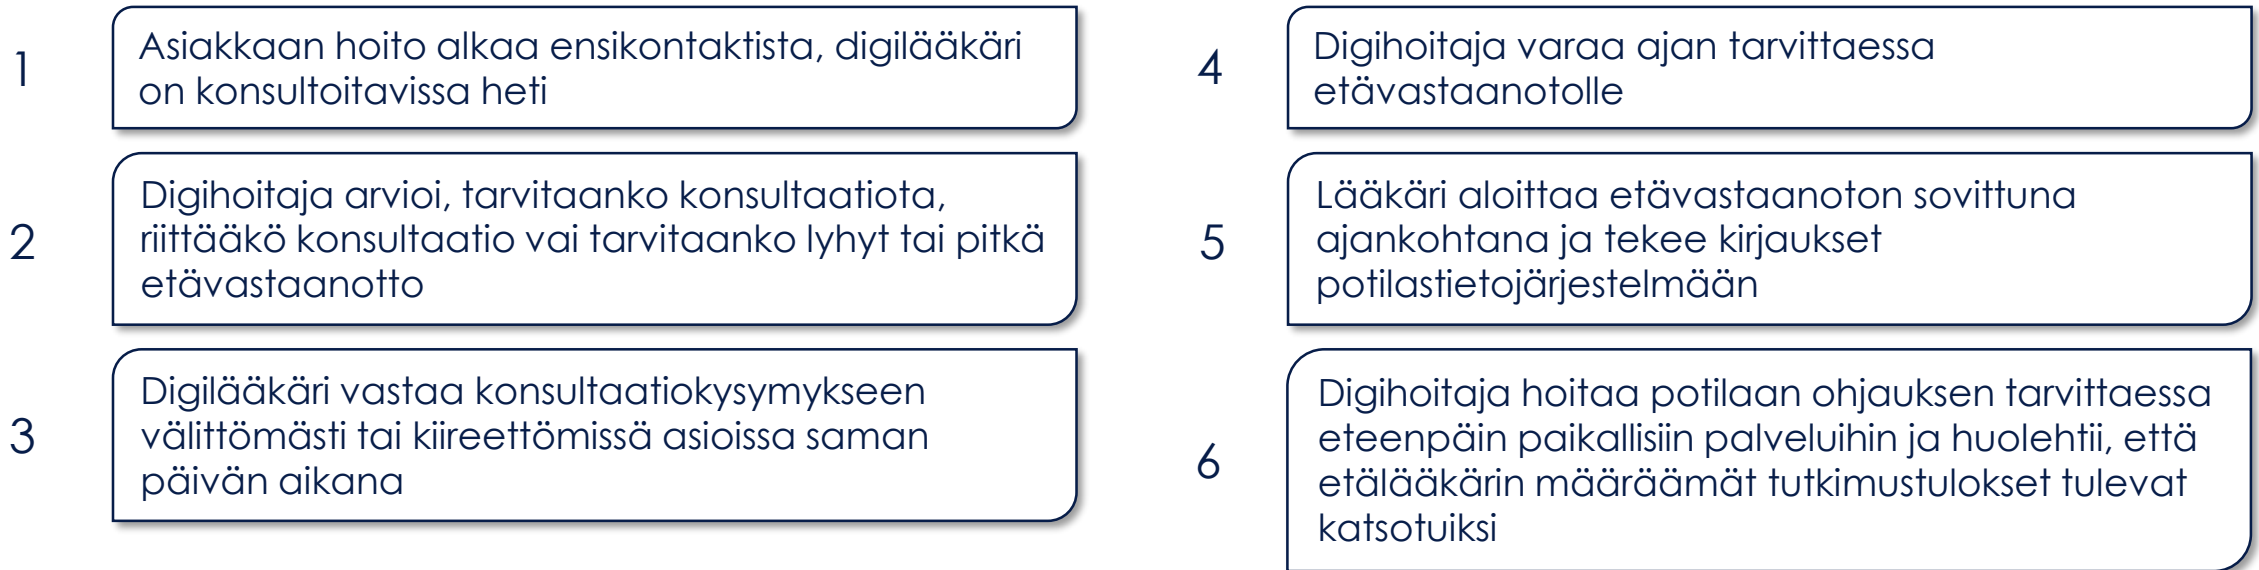 1
Asiakkaan hoito alkaa ensikontaktista, digilääkäri
on konsultoitavissa heti
2
Digihoitaja arvioi, tarvitaanko konsultaatiota,
riittääkö konsultaatio vai tarvitaanko lyhyt tai pitkä
etävastaanotto
3
Digilääkäri vastaa konsultaatiokysymykseen
välittömästi tai kiireettömissä asioissa saman
päivän aikana
4
Digihoitaja varaa ajan tarvittaessa
etävastaanotolle
5
Lääkäri aloittaa etävastaanoton sovittuna
ajankohtana ja tekee kirjaukset
potilastietojärjestelmään
6
Digihoitaja hoitaa potilaan ohjauksen tarvittaessa
eteenpäin paikallisiin palveluihin ja huolehtii, että
etälääkärin määräämät tutkimustulokset tulevat
katsotuiksi